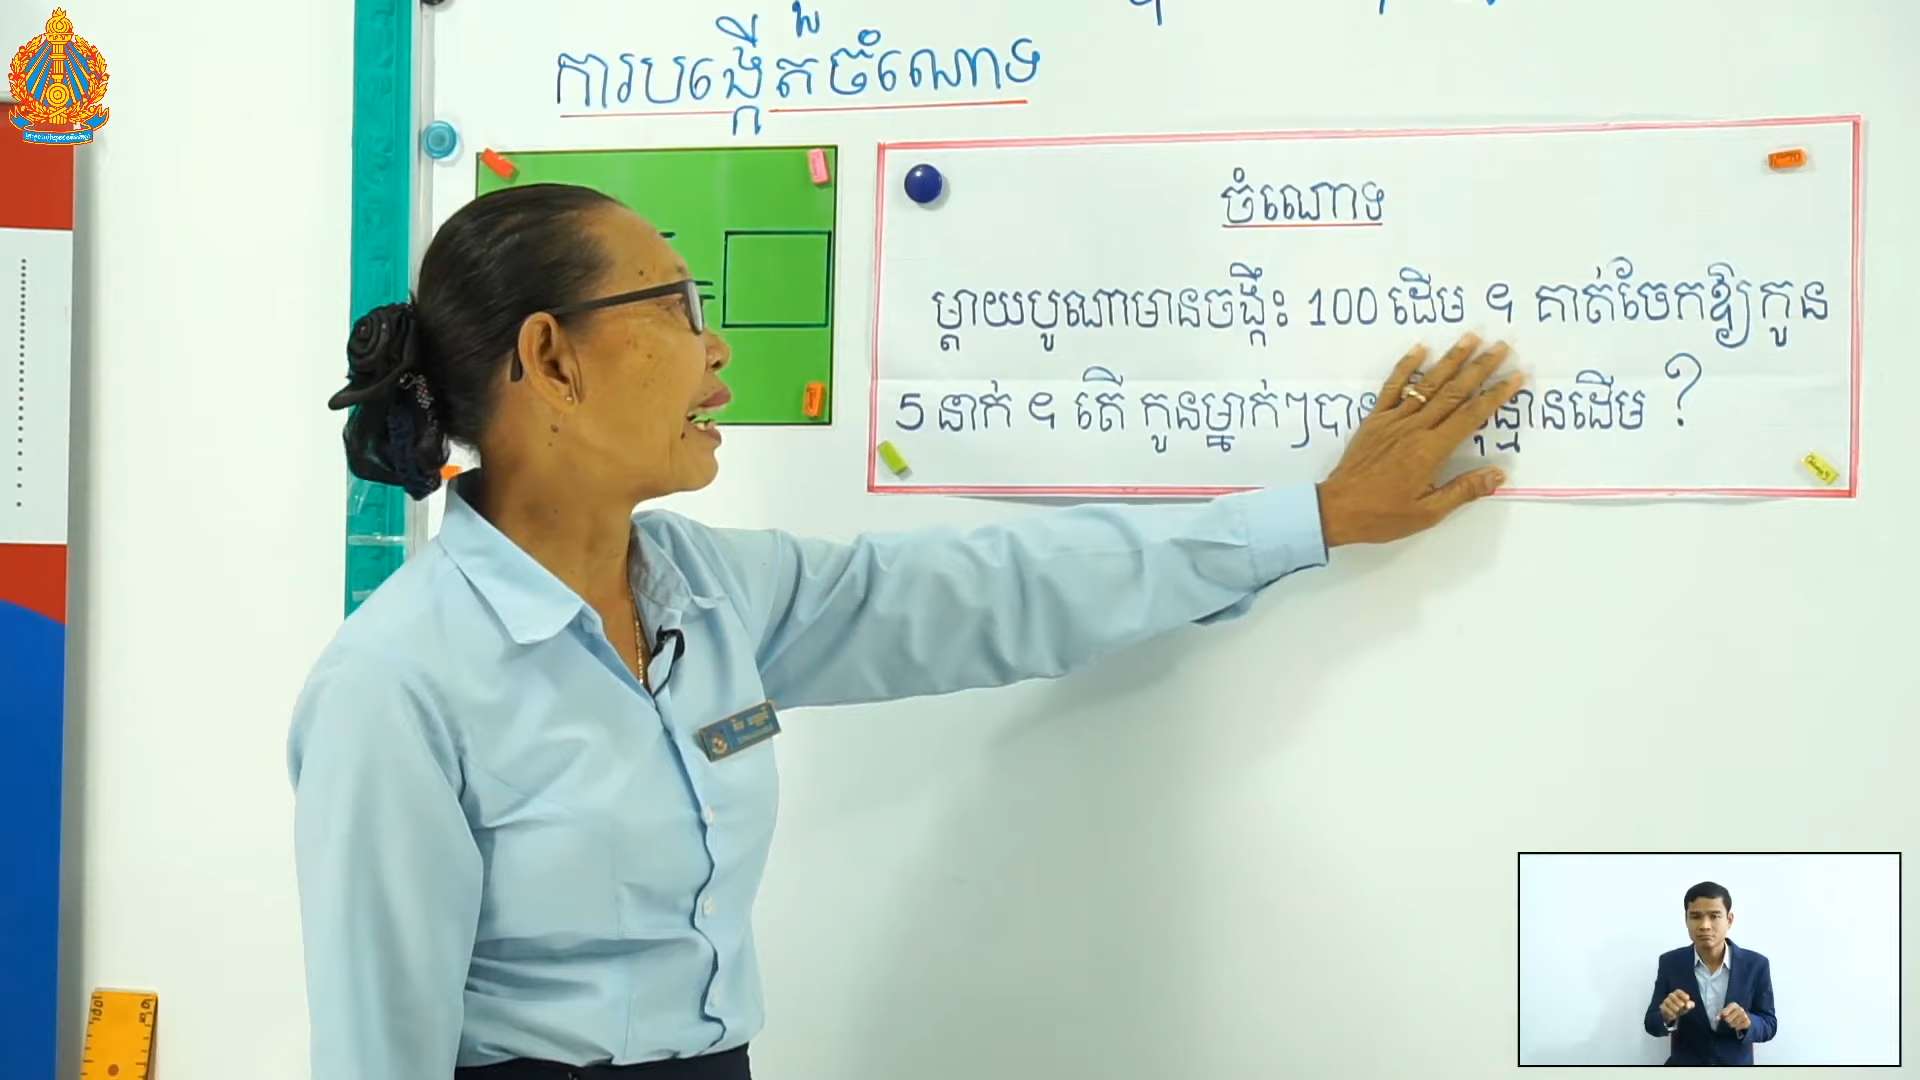 ការបង្កើតចំណោទ
ចំណោទ
ម្ដាយបូណាមានចង្កឹះ 100 ដើម ។ គាត់ចែកឱ្យកូន
5 នាក់ ។ តើ កូនម្នាក់ៗបាន ដើម ?